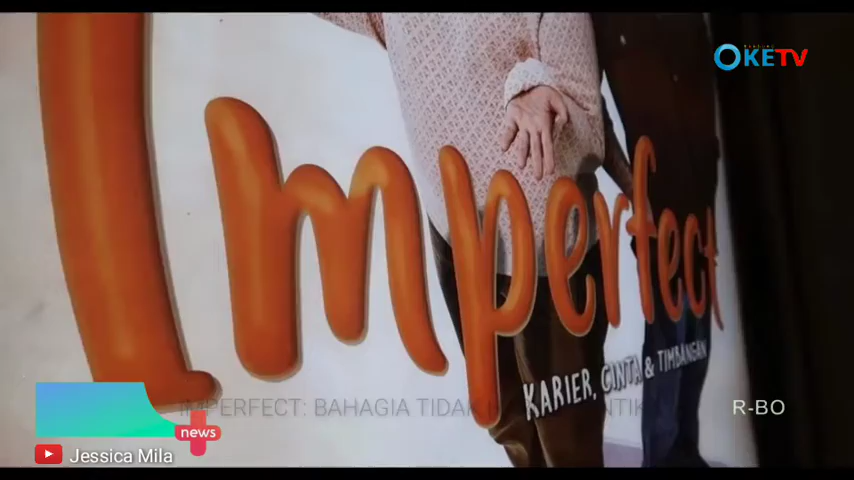 OKETV
Imperfect
KARIER, CINTA & TIMBANGAN
IMPERFECT: BAHAGIA TIDAK
R-BO
news
Jessica Mila